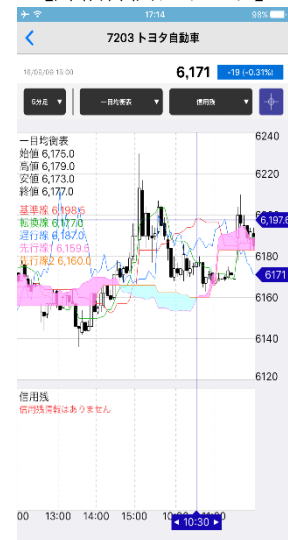 17:14
98%
7203 トヨタ自動車
15:00
6,171
-19 (-0.31%)
5分足 ▼
一目均衡表 ▼
信用残 ▼
一目均衡表
始値 6,175.0
高値 6,179.0
安値 6,173.0
終値 6,177.0
基準線 6,198.5
転換線 6,177.0
遅行線 6,187.0
先行線 6,159.5
先行線2 6,160.0
6240
6220
6,197.6
6180
6171
6160
6140
6120
信用残
信用残情報はありません
00
13:00
14:00
15:00
◀ 10:30 ▶